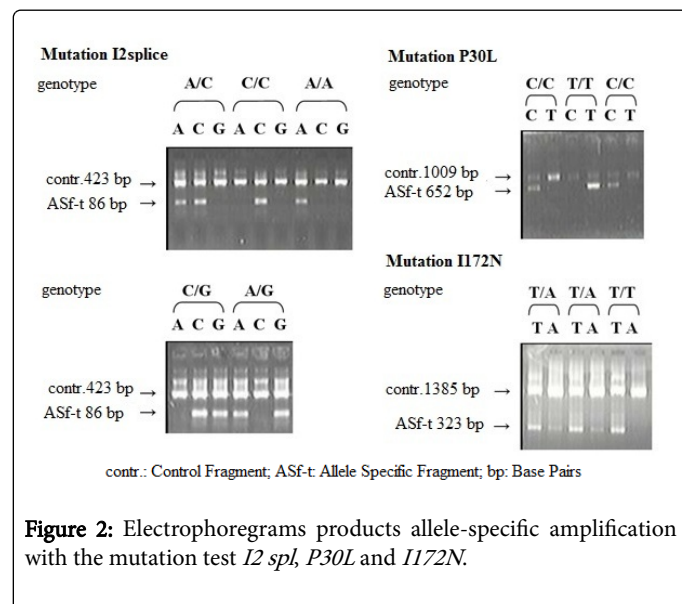 Mutation I2splice
genotype
A/C C/C A/A
A C G A C G A C G
contr.423 bp →
ASf-t 86 bp →
genotype
C/G A/G
A C G A C G
contr.423 bp →
ASf-t 86 bp →
Mutation P30L
genotype
C/C T/T C/C
C T C T C T
contr.1009 bp →
ASf-t 652 bp →
Mutation I172N
genotype
T/A T/A T/T
T A T A T A
contr.1385 bp →
ASf-t 323 bp →
contr.: Control Fragment; ASf-t: Allele Specific Fragment; bp: Base Pairs
Figure 2: Electrophoregrams products allele-specific amplification
with the mutation test I2 spl, P30L and I172N.